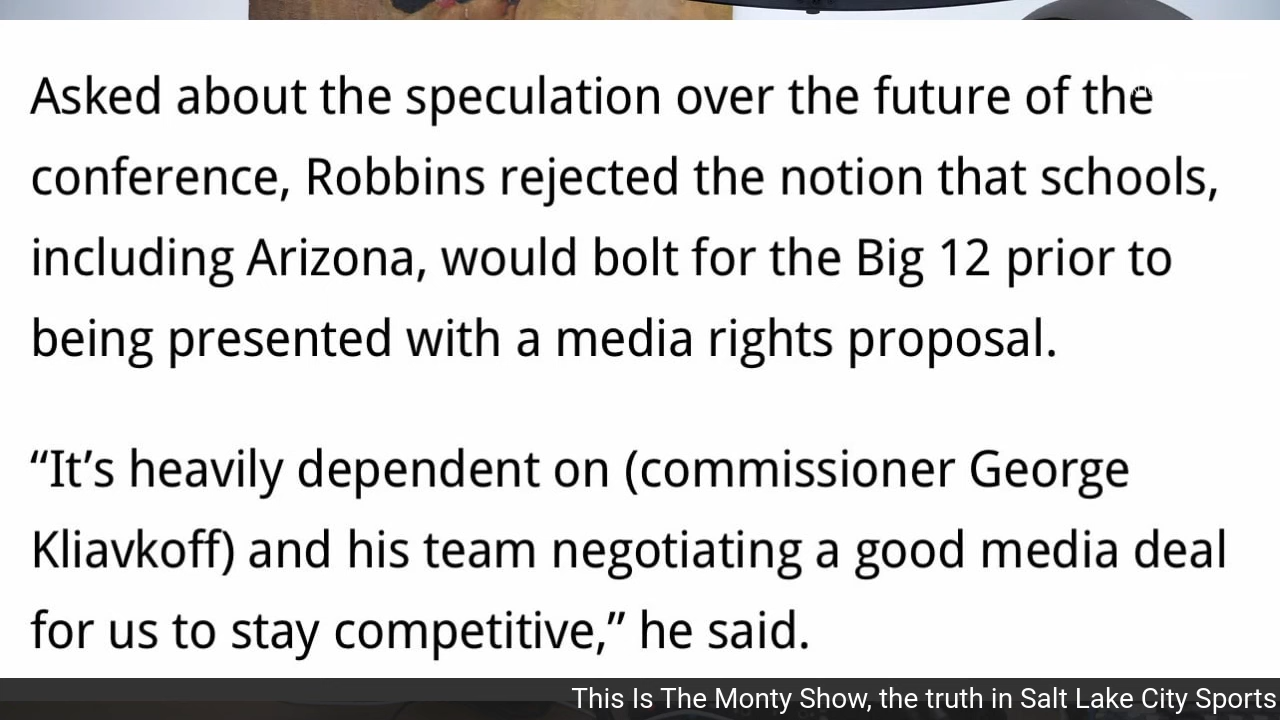 Asked about the speculation over the future of the
conference, Robbins rejected the notion that schools,
including Arizona, would bolt for the Big 12 prior to
being presented with a media rights proposal.
“It’s heavily dependent on (commissioner George
Kliavkoff) and his team negotiating a good media deal
for us to stay competitive,” he said.
This Is The Monty Show, the truth in Salt Lake City Sports